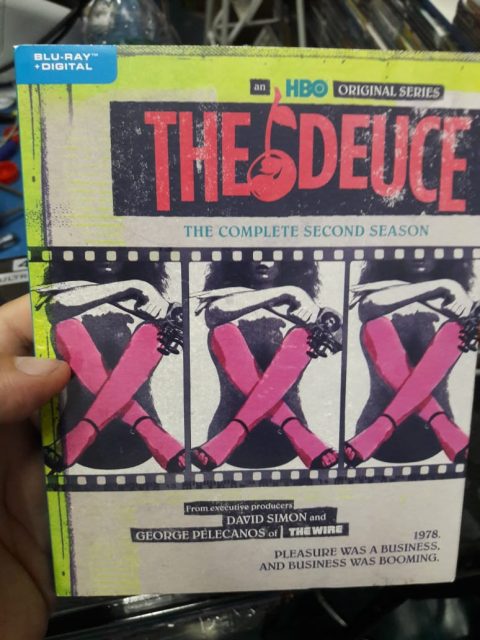 BLU-RAY™
+ DIGITAL
an HBO ORIGINAL SERIES
THE DEUCE
THE COMPLETE SECOND SEASON
From executive producers
DAVID SIMON and
GEORGE PELECANOS of THE WIRE
1978.
PLEASURE WAS A BUSINESS,
AND BUSINESS WAS BOOMING.